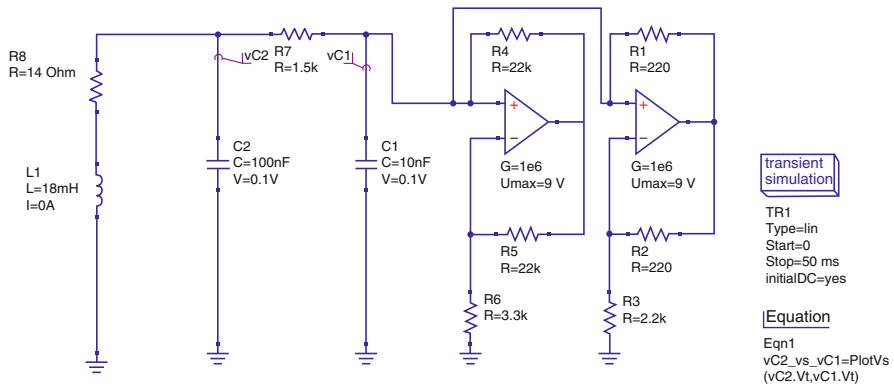 R8
R=14 Ohm
L1
L=18mH
I=0A
vC2
R7
R=1.5k
vC1
C2
C=100nF
V=0.1V
C1
C=10nF
V=0.1V
R4
R=22k
+
−
G=1e6
Umax=9 V
R5
R=22k
R6
R=3.3k
R1
R=220
+
−
G=1e6
Umax=9 V
R2
R=220
R3
R=2.2k
transient
simulation
TR1
Type=lin
Start=0
Stop=50 ms
initialDC=yes
Equation
Eqn1
vC2_vs_vC1=PlotVs
(vC2.Vt,vC1.Vt)